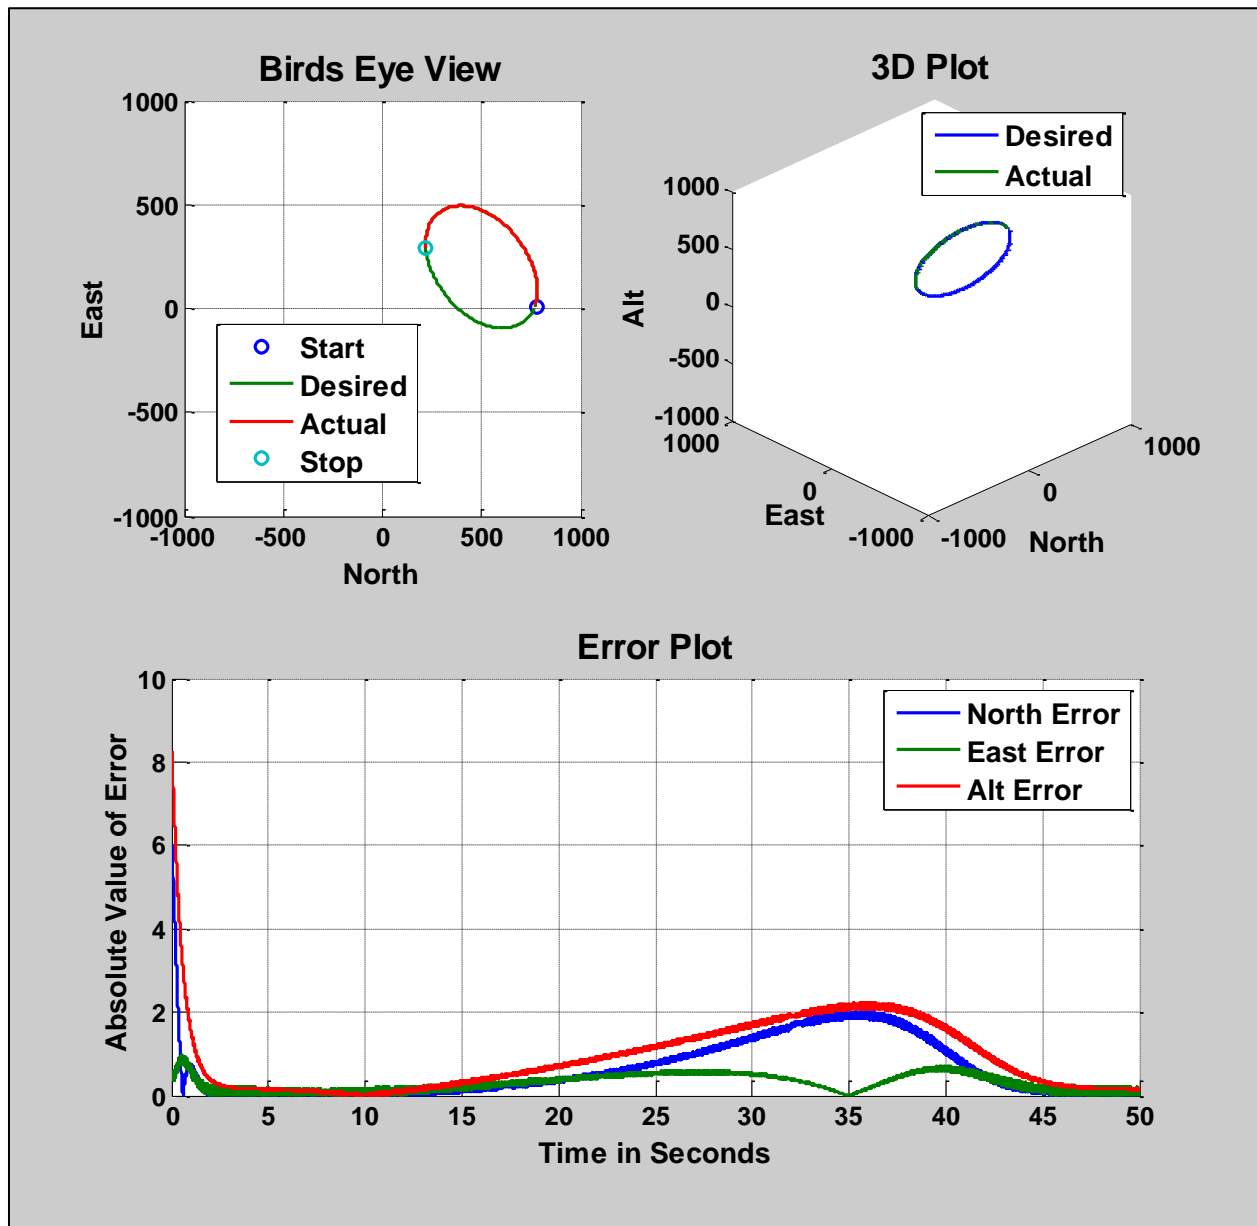 Birds Eye View
1000
500
0
-500
-1000
East
-1000 -500 0 500 1000
North
Start
Desired
Actual
Stop
3D Plot
Desired
Actual
1000
500
0
-500
-1000
Alt
1000
0
-1000
East
-1000
0
1000
North
Error Plot
10
8
6
4
2
0
Absolute Value of Error
North Error
East Error
Alt Error
0 5 10 15 20 25 30 35 40 45 50
Time in Seconds